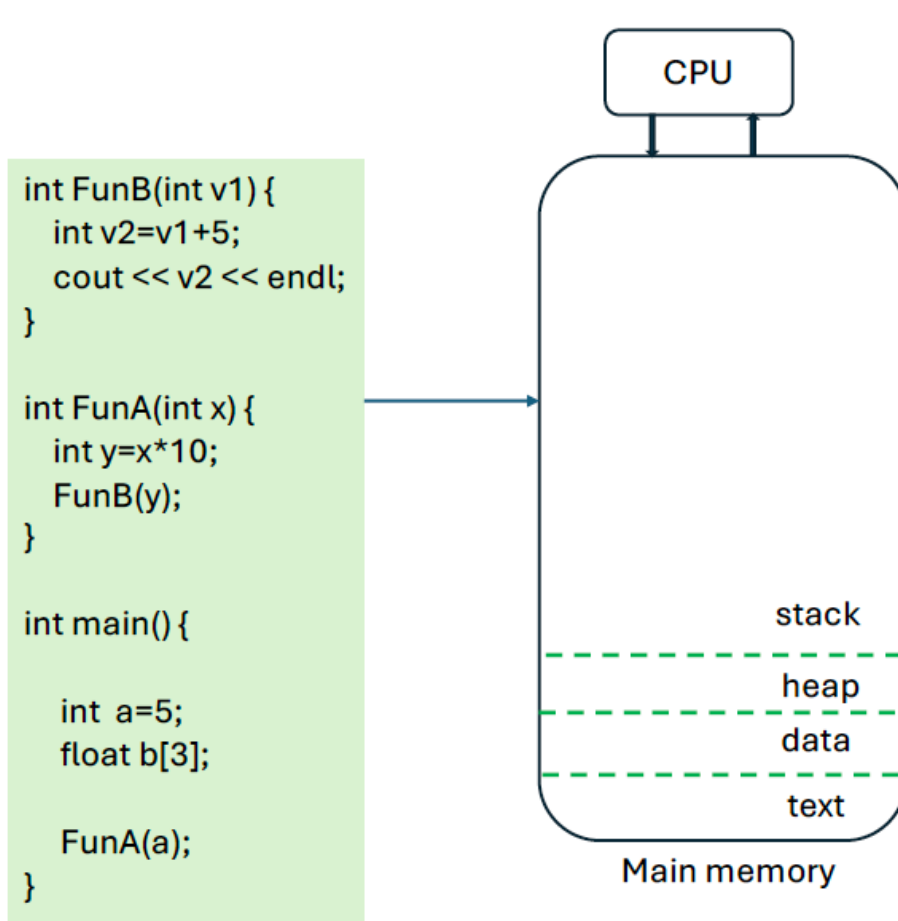 CPU
int FunB(int v1) {
int v2=v1+5;
cout << v2 << endl;
}
int FunA(int x) {
int y=x*10;
FunB(y);
}
int main() {
int  a=5;
float b[3];
FunA(a);
}
stack
heap
data
text
Main memory